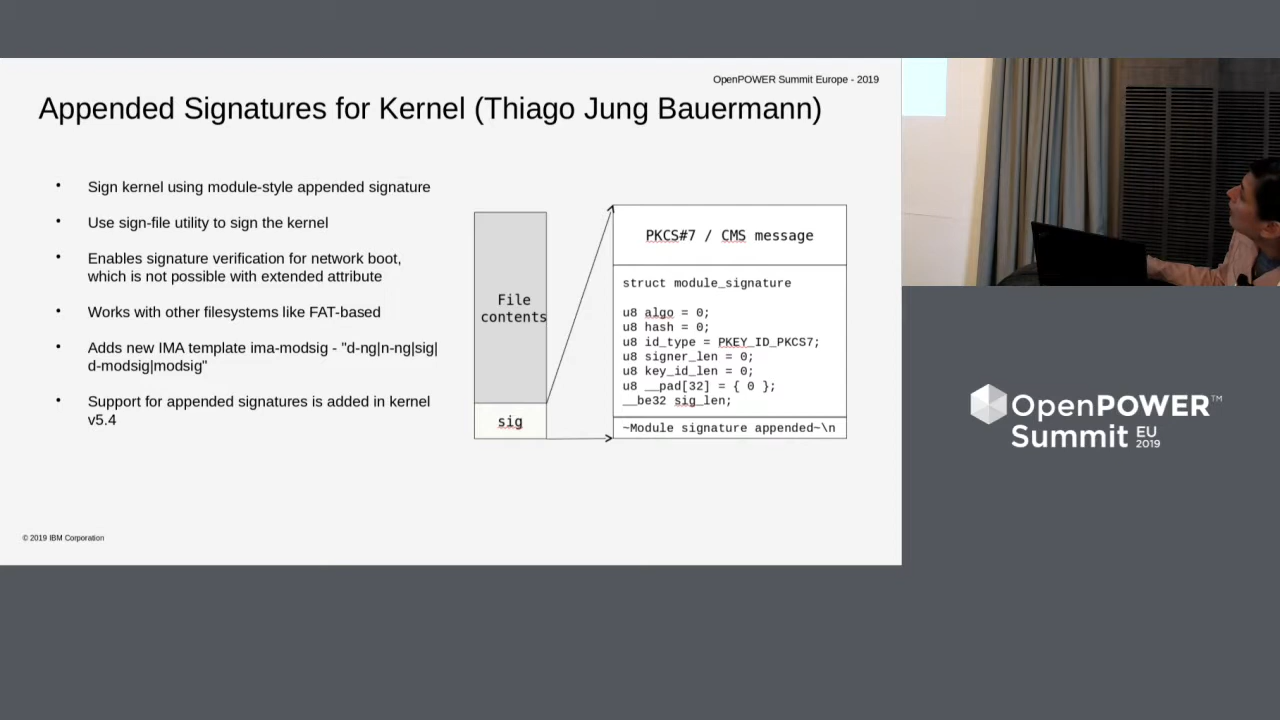 OpenPOWER Summit Europe - 2019
Appended Signatures for Kernel (Thiago Jung Bauermann)
• Sign kernel using module-style appended signature
• Use sign-file utility to sign the kernel
• Enables signature verification for network boot,
which is not possible with extended attribute
• Works with other filesystems like FAT-based
• Adds new IMA template ima-modsig - "d-ng|n-ng|sig|
d-modsig|modsig"
• Support for appended signatures is added in kernel
v5.4
File
contents
sig
PKCS#7 / CMS message
struct module_signature
u8 algo = 0;
u8 hash = 0;
u8 id_type = PKEY_ID_PKCS7;
u8 signer_len = 0;
u8 key_id_len = 0;
u8 __pad[32] = { 0 };
__be32 sig_len;
~Module signature appended~\n
© 2019 IBM Corporation
OpenPOWER™
Summit EU
2019